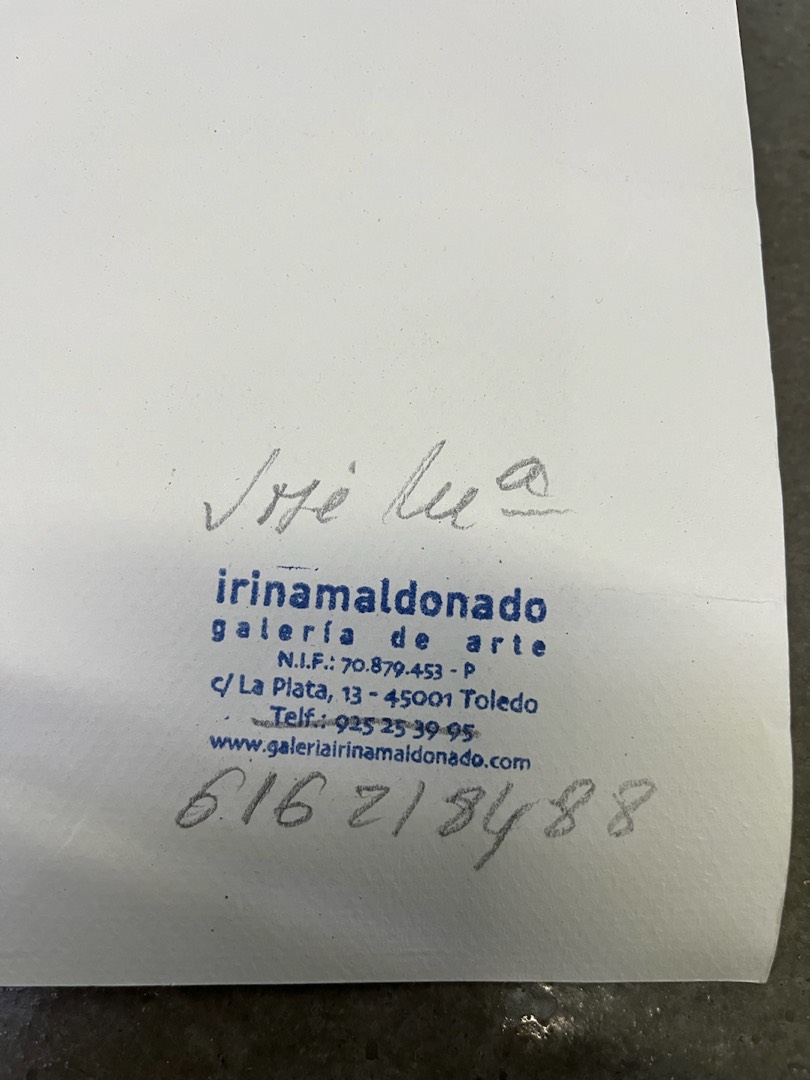 José Mª
irinamaldonado
galería de arte
N.I.F.: 70.879.453 - P
c/ La Plata, 13 - 45001 Toledo
Telf.: 925 25 39 95
www.galeriairinamaldonado.com
616 218488